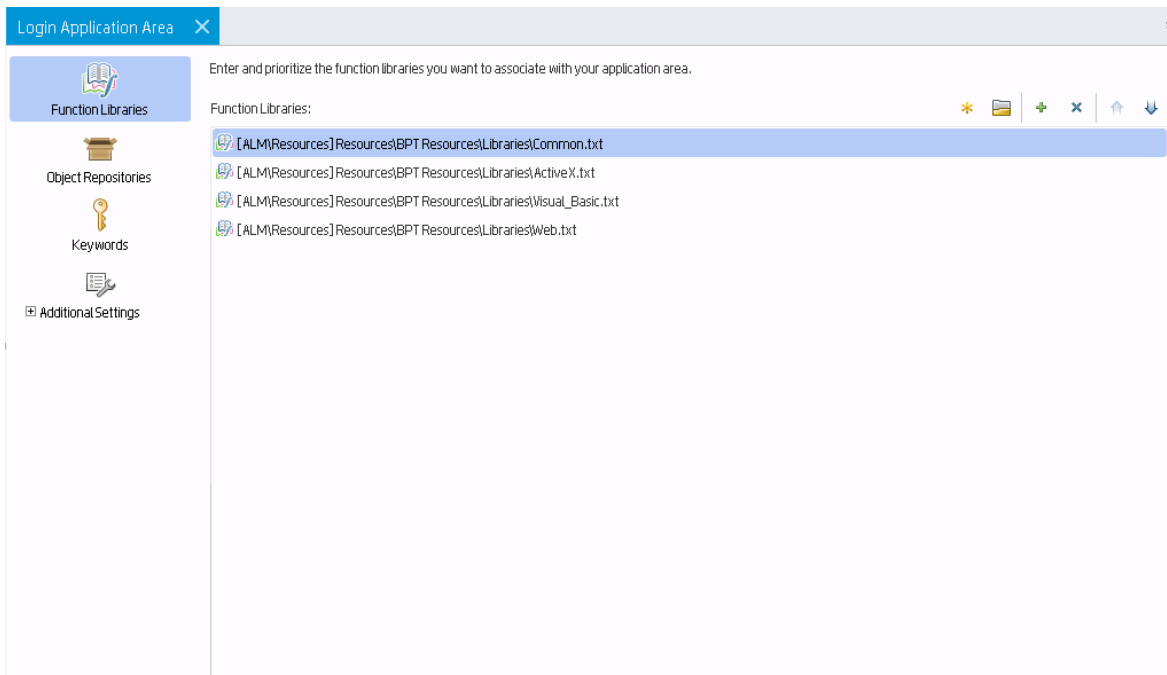 Login Application Area
Enter and prioritize the function libraries you want to associate with your application area.
Function Libraries
Function Libraries:
[ALM\Resources] Resources\BPT Resources\Libraries\Common.txt
[ALM\Resources] Resources\BPT Resources\Libraries\ActiveX.txt
Object Repositories
[ALM\Resources] Resources\BPT Resources\Libraries\Visual_Basic.txt
[ALM\Resources] Resources\BPT Resources\Libraries\Web.txt
Keywords
Additional Settings